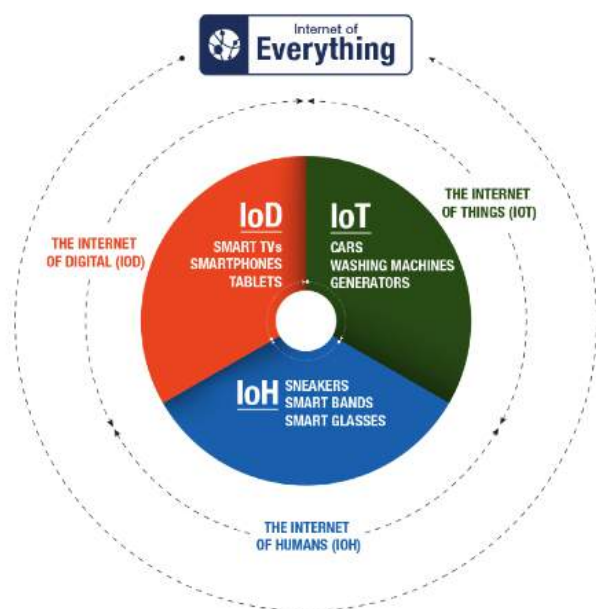 Internet of
Everything
IoD
SMART TVs
SMARTPHONES
TABLETS
IoT
CARS
WASHING MACHINES
GENERATORS
THE INTERNET
OF THINGS (IOT)
THE INTERNET
OF DIGITAL (IOD)
IoH
SNEAKERS
SMART BANDS
SMART GLASSES
THE INTERNET
OF HUMANS (IOH)